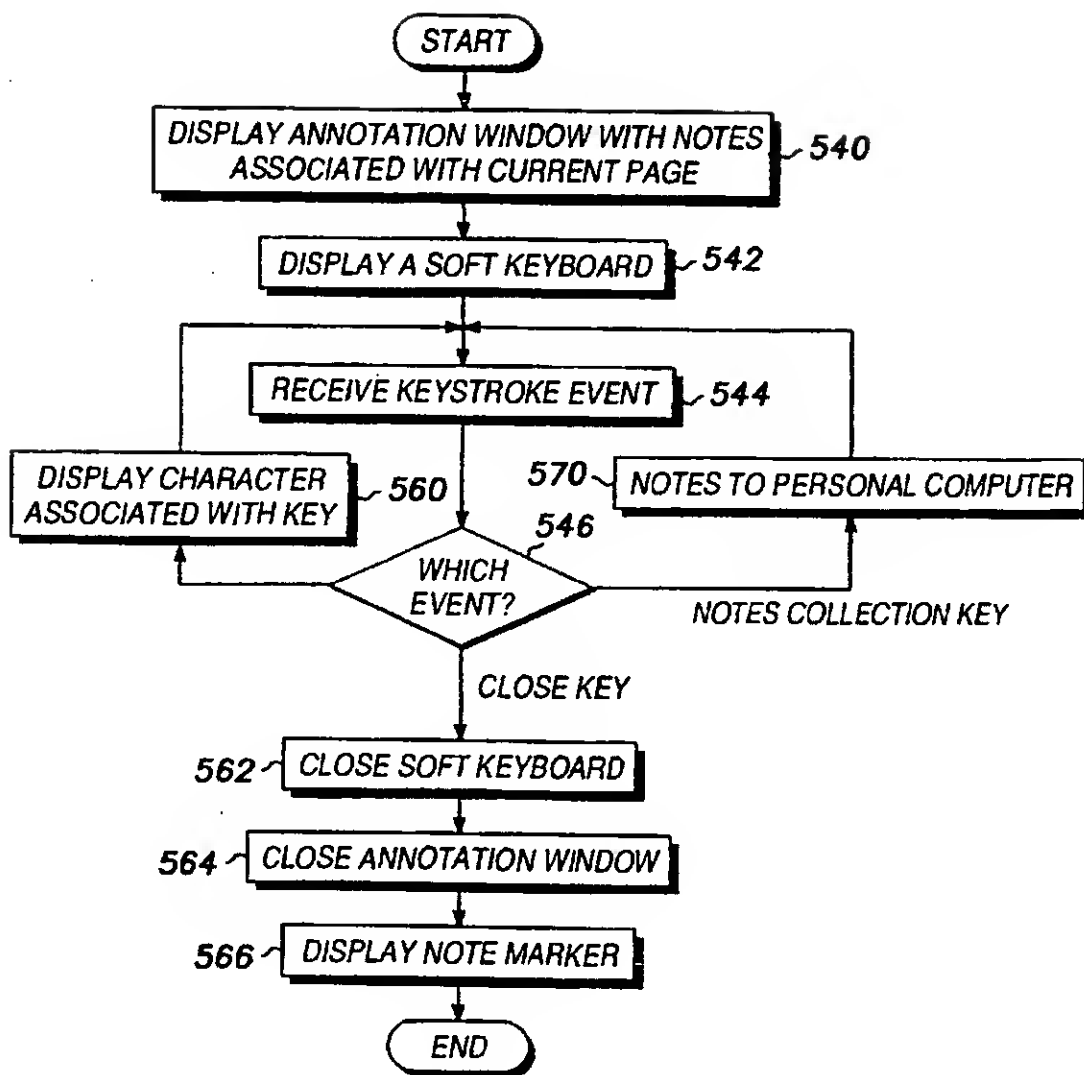 START
DISPLAY ANNOTATION WINDOW WITH NOTES
ASSOCIATED WITH CURRENT PAGE
540
DISPLAY A SOFT KEYBOARD
542
RECEIVE KEYSTROKE EVENT
544
DISPLAY CHARACTER
ASSOCIATED WITH KEY
560
570
NOTES TO PERSONAL COMPUTER
546
WHICH
EVENT?
NOTES COLLECTION KEY
CLOSE KEY
562
CLOSE SOFT KEYBOARD
564
CLOSE ANNOTATION WINDOW
566
DISPLAY NOTE MARKER
END